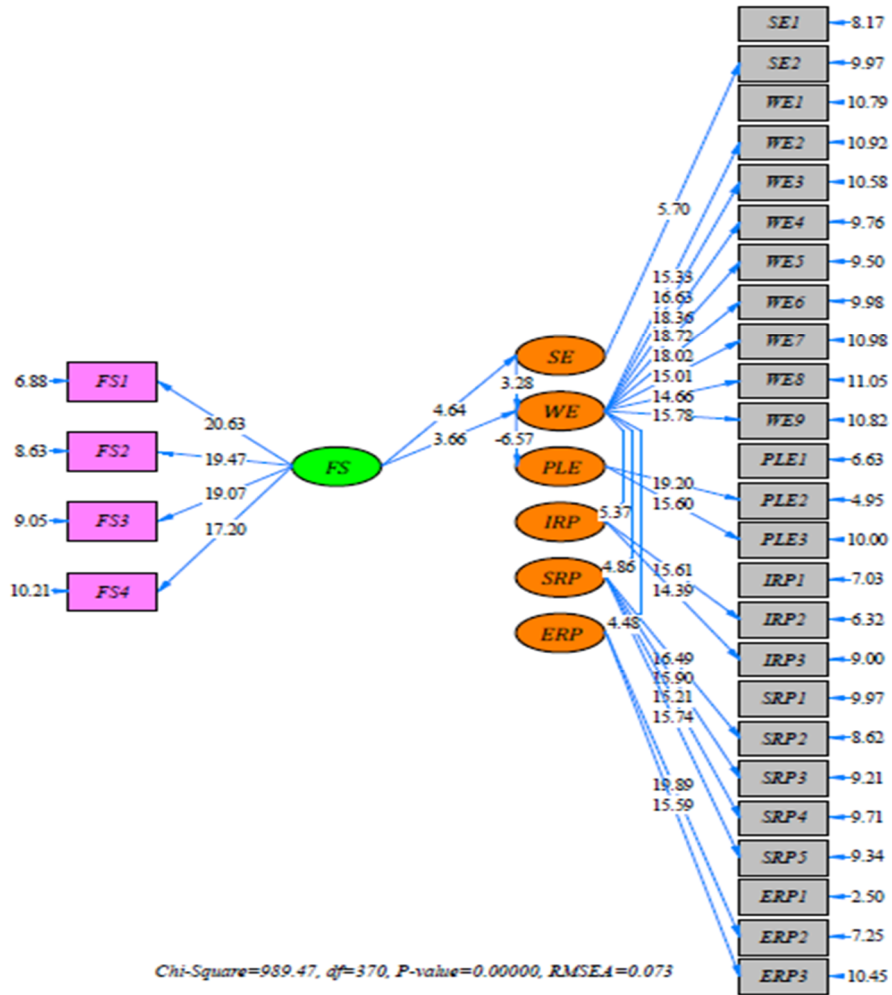 SE1 8.17
SE2 9.97
WE1 10.79
WE2 10.92
WE3 10.58
5.70
WE4 9.76
WE5 9.50
15.33
16.63
WE6 9.98
18.36
18.72
WE7 10.98
SE
18.02
6.88 FS1
3.28
15.01
WE8 11.05
14.66
4.64
WE
15.78
WE9 10.82
20.63
3.66
-6.57
8.63 FS2
19.47
FS
PLE
PLE1 6.63
19.20
19.07
15.60
PLE2 4.95
5.37
9.05 FS3
IRP
17.20
PLE3 10.00
4.86
15.61
SRP
IRP1 7.03
10.21 FS4
14.39
4.48
IRP2 6.32
ERP
16.49
IRP3 9.00
15.90
15.21
SRP1 9.97
15.74
SRP2 8.62
19.89
SRP3 9.21
15.59
SRP4 9.71
SRP5 9.34
ERP1 2.50
ERP2 7.25
Chi-Square=989.47, df=370, P-value=0.00000, RMSEA=0.073
ERP3 10.45